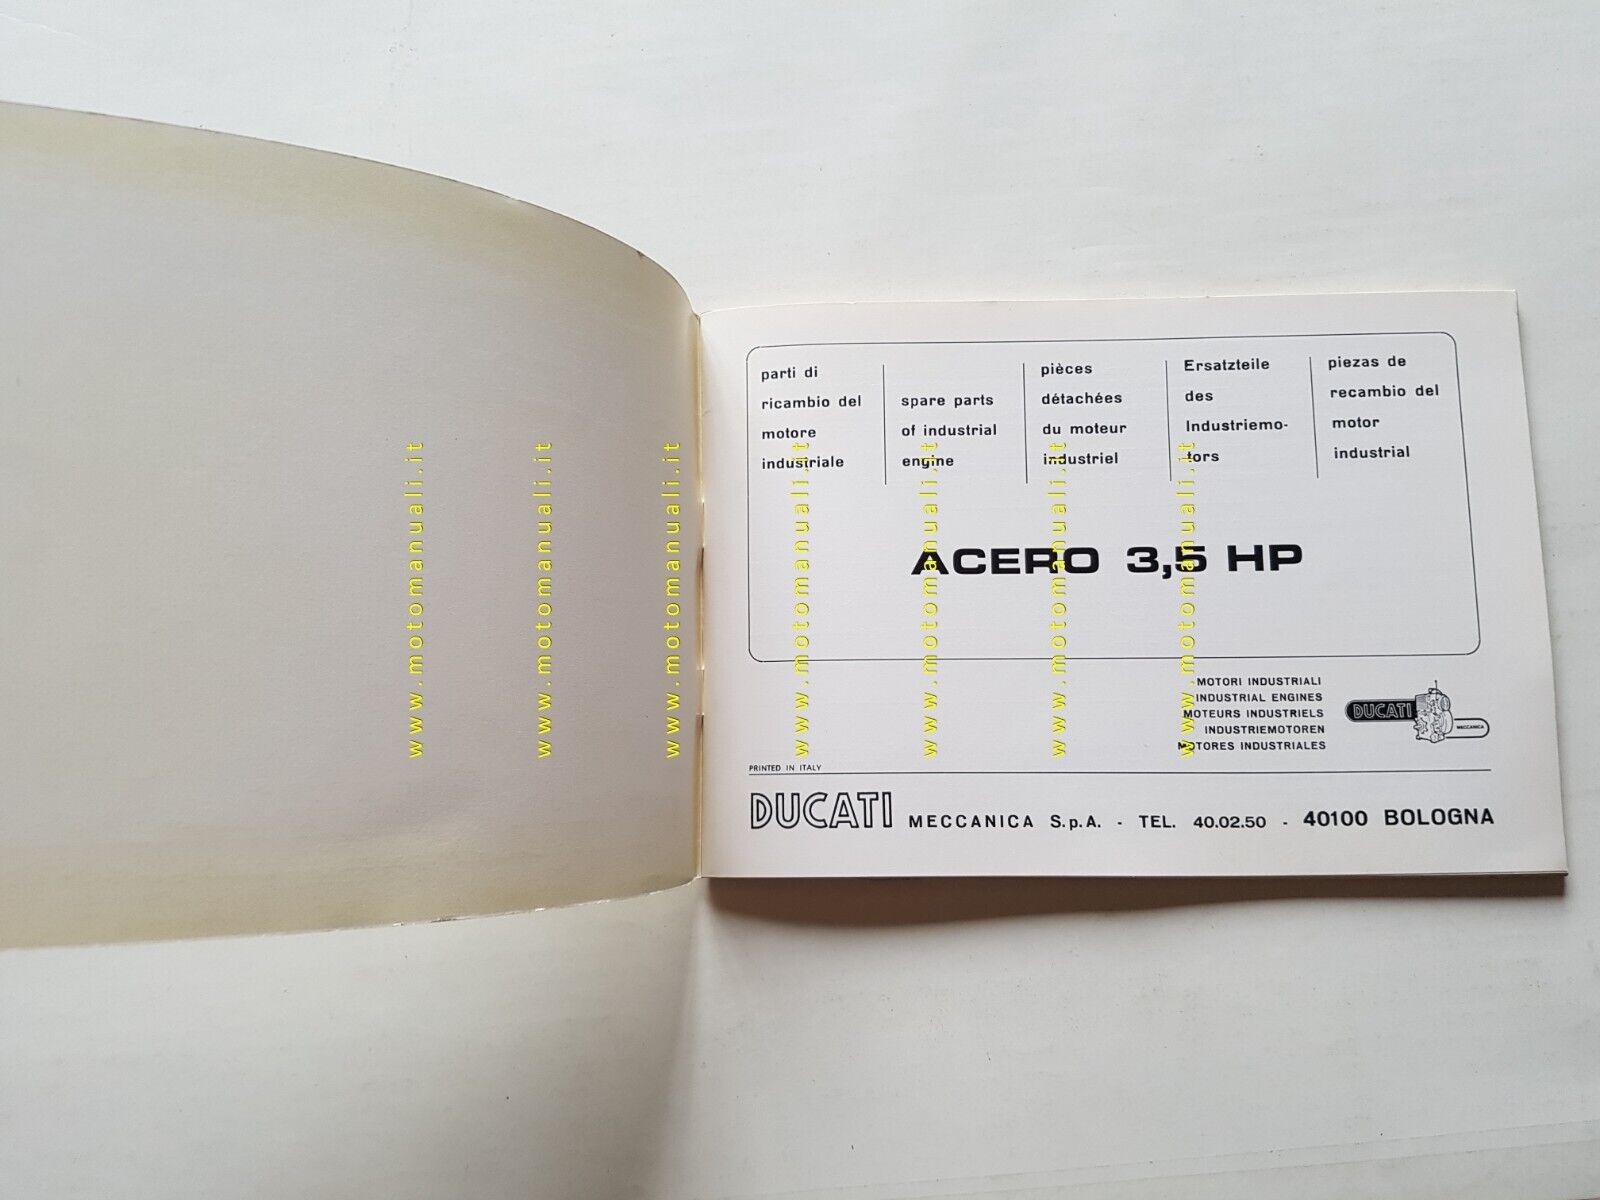 parti di
ricambio del
motore
industriale
spare parts
of industrial
engine
pièces
détachées
du moteur
industriel
Ersatzteile
des
Industriemo-
tors
piezas de
recambio del
motor
industrial
ACERO 3,5 HP
MOTORI INDUSTRIALI
INDUSTRIAL ENGINES
MOTEURS INDUSTRIELS
INDUSTRIEMOTOREN
MOTORES INDUSTRIALES
DUCATI
MECCANICA
PRINTED IN ITALY
DUCATI MECCANICA S.p.A. - TEL. 40.02.50 - 40100 BOLOGNA
www.motomanuali.it
www.motomanuali.it
www.motomanuali.it
www.motomanuali.it
www.motomanuali.it
www.motomanuali.it
www.motomanuali.it